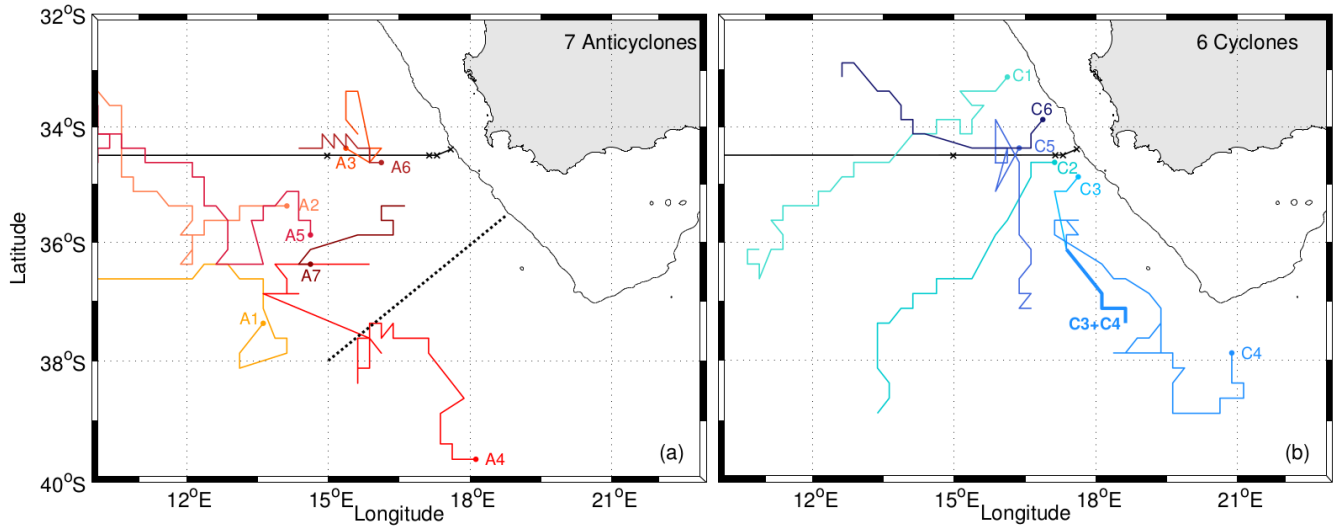 32°S
34°S
36°S
38°S
40°S
Latitude
7 Anticyclones
A3
A6
A2
A5
A7
A1
A4
(a)
12°E
15°E
18°E
21°E
Longitude
6 Cyclones
C1
C6
C5
C2
C3
C3+C4
C4
(b)
12°E
15°E
18°E
21°E
Longitude